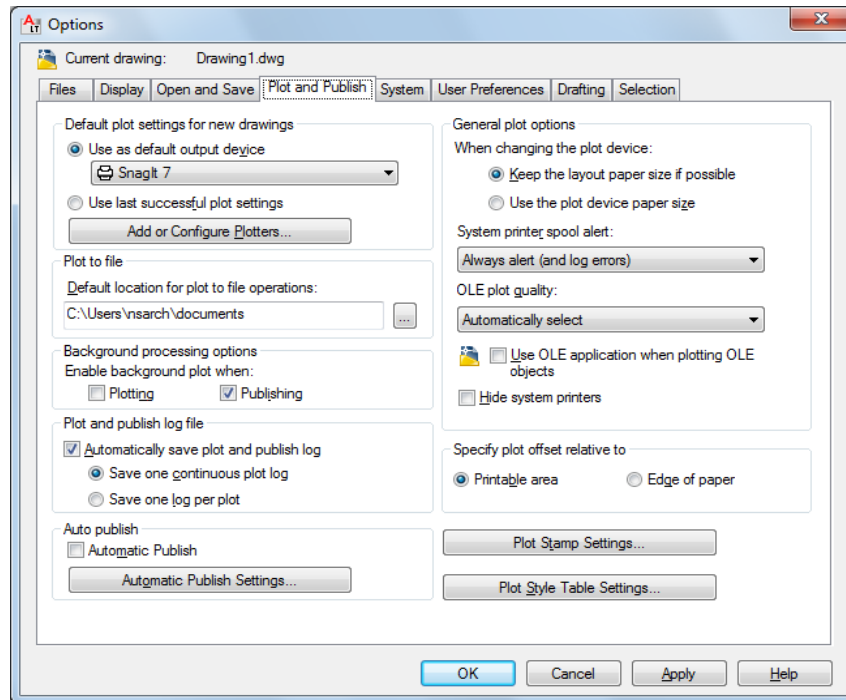 Options
Current drawing: Drawing1.dwg
Files Display Open and Save Plot and Publish System User Preferences Drafting Selection
Default plot settings for new drawings
Use as default output device
SnagIt 7
Use last successful plot settings
Add or Configure Plotters...
Plot to file
Default location for plot to file operations:
C:\Users\nsarch\documents
...
Background processing options
Enable background plot when:
Plotting Publishing
Plot and publish log file
Automatically save plot and publish log
Save one continuous plot log
Save one log per plot
Auto publish
Automatic Publish
Automatic Publish Settings...
General plot options
When changing the plot device:
Keep the layout paper size if possible
Use the plot device paper size
System printer spool alert:
Always alert (and log errors)
OLE plot quality:
Automatically select
Use OLE application when plotting OLE
objects
Hide system printers
Specify plot offset relative to
Printable area Edge of paper
Plot Stamp Settings...
Plot Style Table Settings...
OK Cancel Apply Help